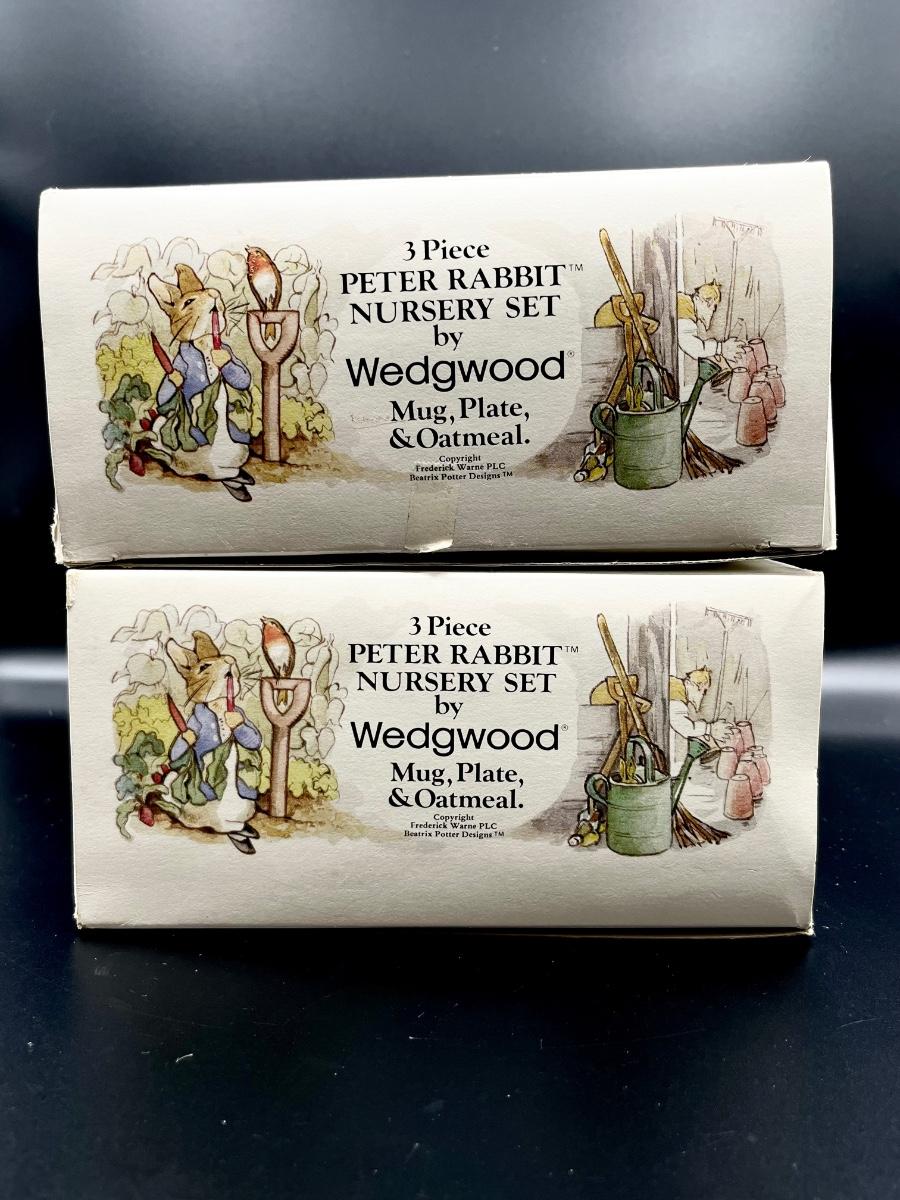 3 Piece
PETER RABBIT™
NURSERY SET
by
Wedgwood®
Mug, Plate,
& Oatmeal.
Copyright
Frederick Warne PLC
Beatrix Potter Designs™
3 Piece
PETER RABBIT™
NURSERY SET
by
Wedgwood®
Mug, Plate,
& Oatmeal.
Copyright
Frederick Warne PLC
Beatrix Potter Designs™